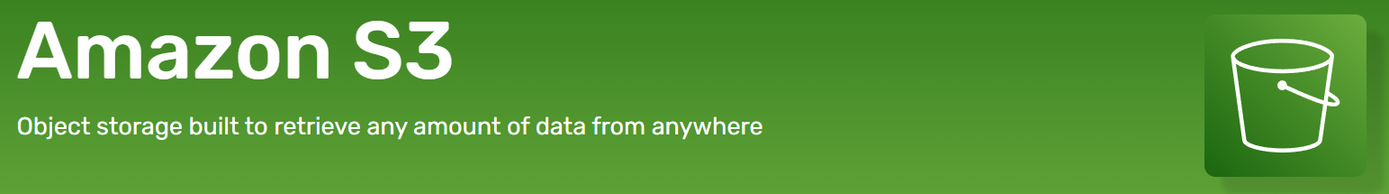 Amazon S3
Object storage built to retrieve any amount of data from anywhere